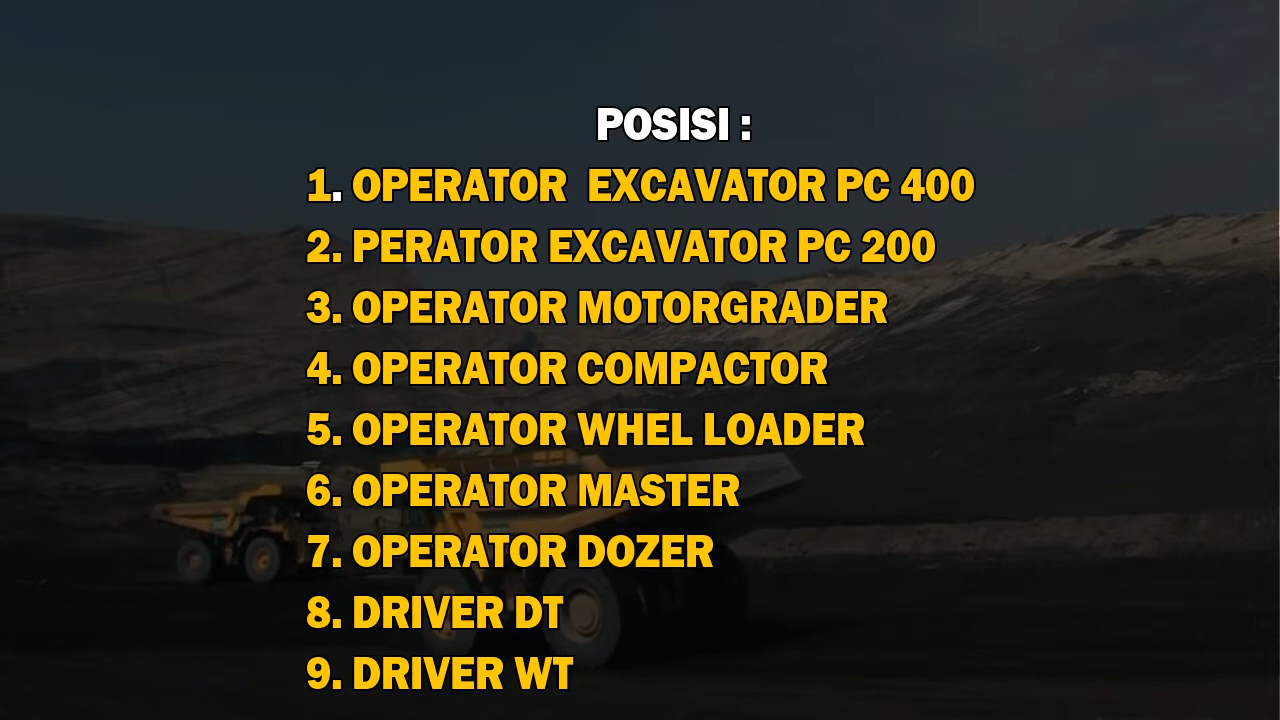 POSISI :
1. OPERATOR EXCAVATOR PC 400
2. PERATOR EXCAVATOR PC 200
3. OPERATOR MOTORGRADER
4. OPERATOR COMPACTOR
5. OPERATOR WHEL LOADER
6. OPERATOR MASTER
7. OPERATOR DOZER
8. DRIVER DT
9. DRIVER WT